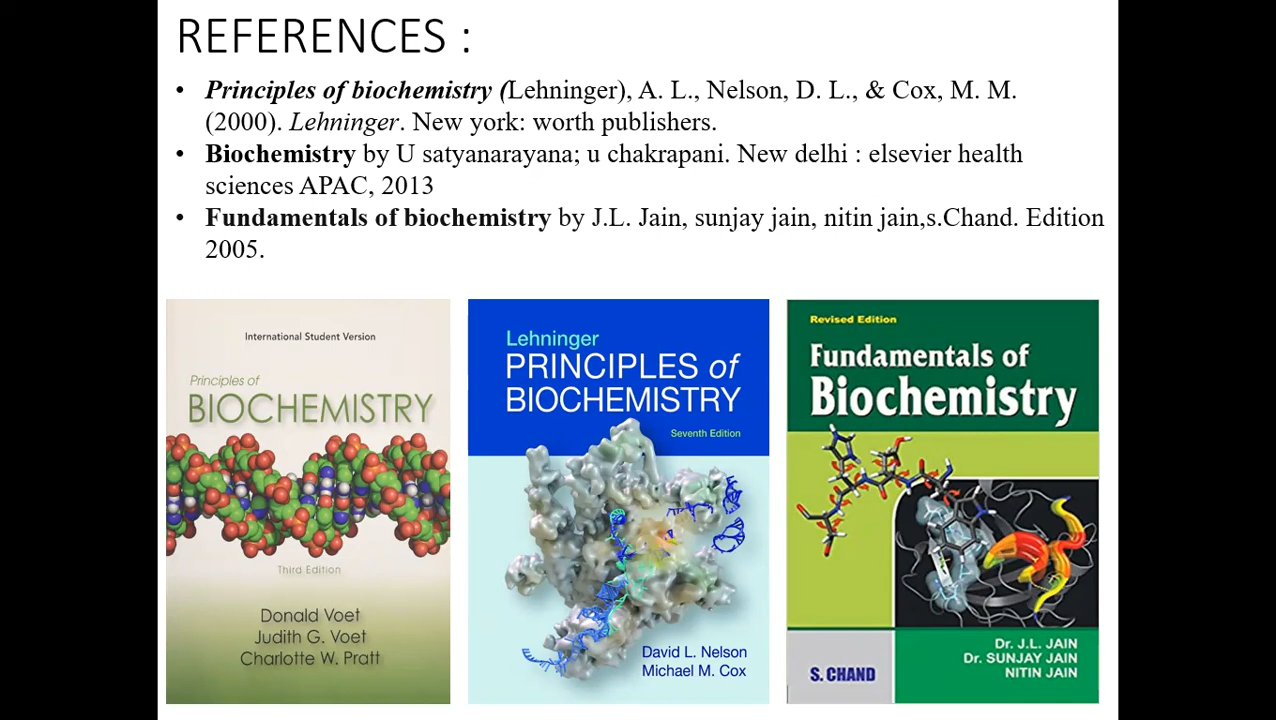 REFERENCES :
• Principles of biochemistry (Lehninger), A. L., Nelson, D. L., & Cox, M. M.
(2000). Lehninger. New york: worth publishers.
• Biochemistry by U satyanarayana; u chakrapani. New delhi : elsevier health
sciences APAC, 2013
• Fundamentals of biochemistry by J.L. Jain, sunjay jain, nitin jain,s.Chand. Edition
2005.
International Student Version
Principles of
BIOCHEMISTRY
Third Edition
Donald Voet
Judith G. Voet
Charlotte W. Pratt
Lehninger
PRINCIPLES of
BIOCHEMISTRY
Seventh Edition
David L. Nelson
Michael M. Cox
Revised Edition
Fundamentals of
Biochemistry
Dr. J.L. JAIN
Dr. SUNJAY JAIN
NITIN JAIN
S. CHAND